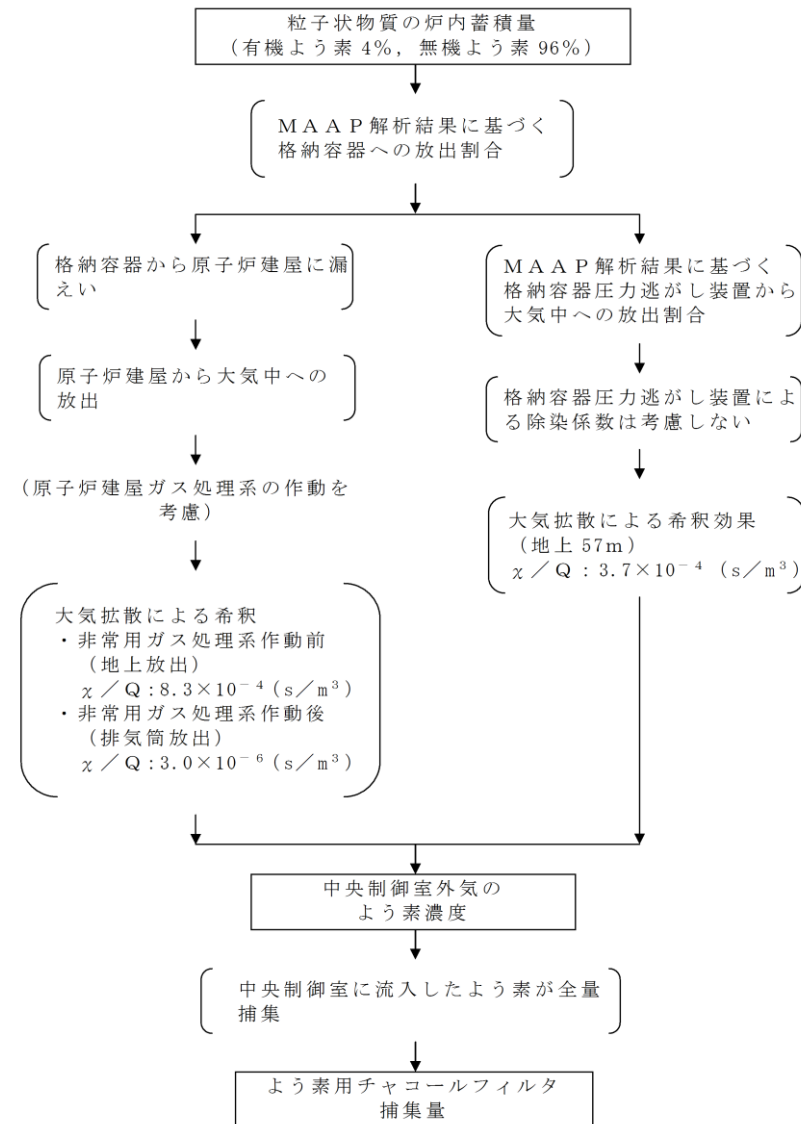 粒子状物質の炉内蓄積量
（有機よう素 4%，無機よう素 96%）
ＭＡＡＰ解析結果に基づく
格納容器への放出割合
格納容器から原子炉建屋に漏
えい
原子炉建屋から大気中への
放出
（原子炉建屋ガス処理系の作動を
考慮）
大気拡散による希釈
・非常用ガス処理系作動前
（地上放出）
χ／Ｑ：8.3×10⁻⁴（s／m³）
・非常用ガス処理系作動後
（排気筒放出）
χ／Ｑ：3.0×10⁻⁶（s／m³）
ＭＡＡＰ解析結果に基づく
格納容器圧力逃がし装置から
大気中への放出割合
格納容器圧力逃がし装置によ
る除染係数は考慮しない
大気拡散による希釈効果
（地上 57m）
χ／Ｑ：3.7×10⁻⁴（s／m³）
中央制御室外気の
よう素濃度
中央制御室に流入したよう素が全量
捕集
よう素用チャコールフィルタ
捕集量